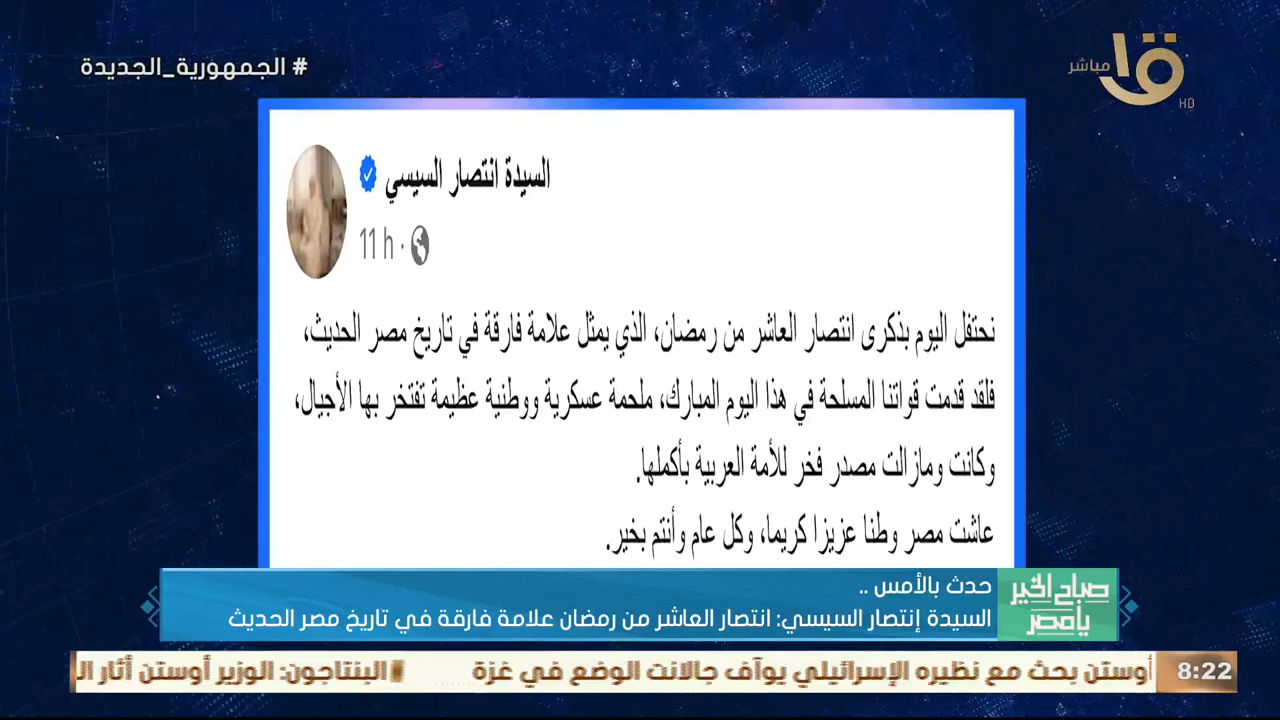 # الجمهورية_الجديدة
مباشر
HD
السيدة انتصار السيسي
11 h ·
نحتفل اليوم بذكرى انتصار العاشر من رمضان، الذي يمثل علامة فارقة في تاريخ مصر الحديث،
فلقد قدمت قواتنا المسلحة في هذا اليوم المبارك، ملحمة عسكرية ووطنية عظيمة تفتخر بها الأجيال،
وكانت ومازالت مصدر فخر للأمة العربية بأكملها.
عاشت مصر وطنا عزيزا كريما، وكل عام وأنتم بخير.
صباح الخير
يا مصر
حدث بالأمس ..
السيدة إنتصار السيسي: انتصار العاشر من رمضان علامة فارقة في تاريخ مصر الحديث
8:22
أوستن بحث مع نظيره الإسرائيلي يوآف جالانت الوضع في غزة
البنتاجون: الوزير أوستن أثار ال